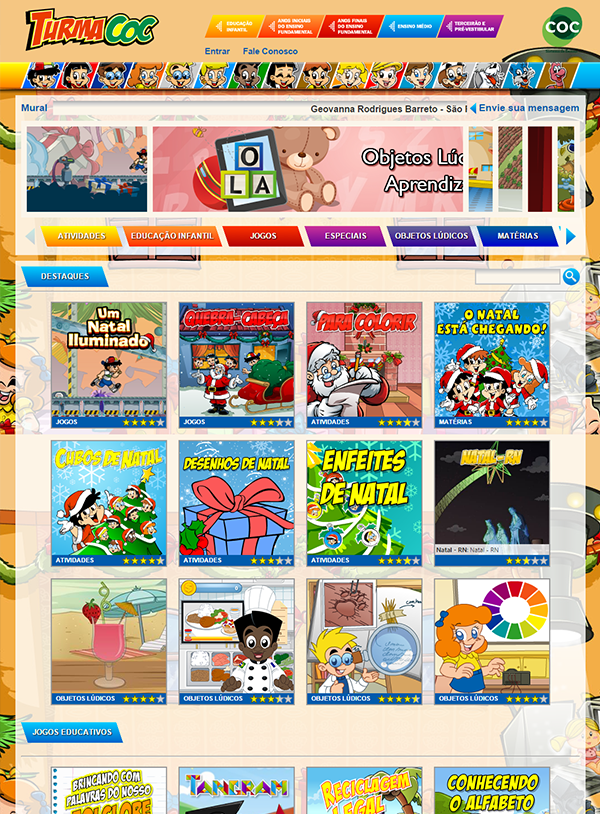 TURMA COC
EDUCAÇÃO
INFANTIL
ANOS INICIAIS
DO ENSINO
FUNDAMENTAL
ANOS FINAIS
DO ENSINO
FUNDAMENTAL
ENSINO MÉDIO
TERCEIRÃO E
PRÉ-VESTIBULAR
COC
Entrar Fale Conosco
Mural Geovanna Rodrigues Barreto - São Envie sua mensagem
O
LA
Objetos Lúc
Aprendiz
ATIVIDADES EDUCAÇÃO INFANTIL JOGOS ESPECIAIS OBJETOS LÚDICOS MATÉRIAS
DESTAQUES
Um
Natal
Iluminado
JOGOS
QUEBRA-CABEÇA
JOGOS
PARA COLORIR
ATIVIDADES
O NATAL
ESTÁ CHEGANDO!
MATÉRIAS
CUBOS DE NATAL
ATIVIDADES
DESENHOS DE NATAL
ATIVIDADES
ENFEITES
DE NATAL
ATIVIDADES
NATAL-RN
Natal - RN: Natal - RN
OBJETOS LÚDICOS
OBJETOS LÚDICOS
OBJETOS LÚDICOS
OBJETOS LÚDICOS
JOGOS EDUCATIVOS
BRINCANDO COM
PALAVRAS DO NOSSO
FOLCLORE
TANGRAM
RECICLAGEM
LEGAL
CONHECENDO
O ALFABETO